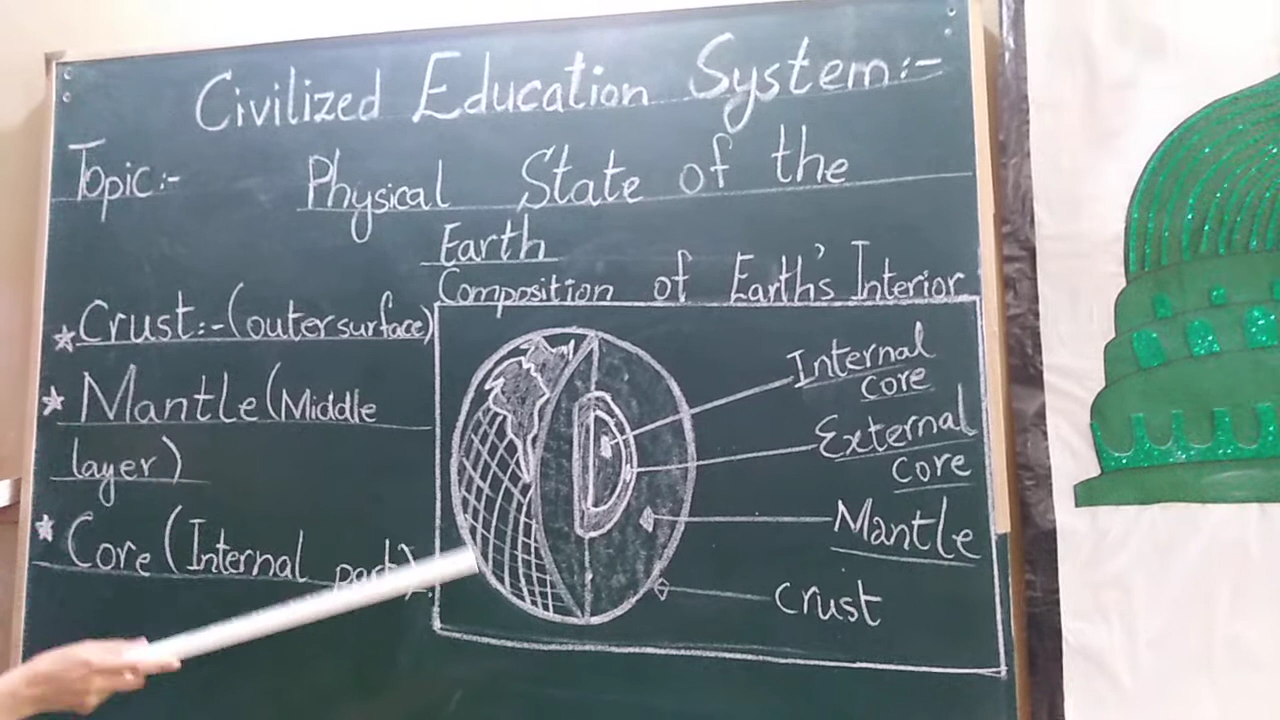 Civilized Education System:-
Topic:- Physical State of the
Earth
Composition of Earth's Interior
Crust:-(outer surface)
Mantle(Middle
layer)
Core(Internal part)
Internal
core
External
core
Mantle
crust